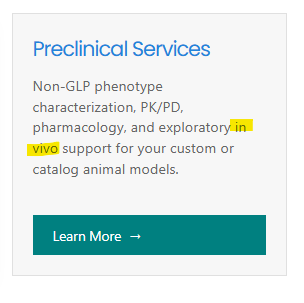 Preclinical Services
Non-GLP phenotype
characterization, PK/PD,
pharmacology, and exploratory in
vivo support for your custom or
catalog animal models.
Learn More →